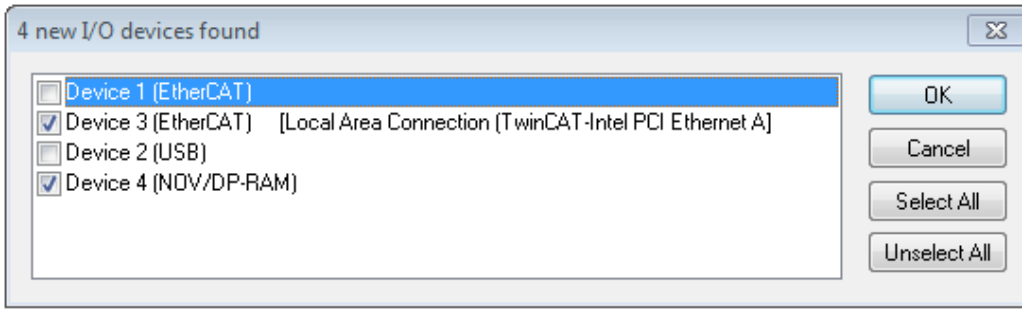 4 new I/O devices found
Device 1 (EtherCAT)
Device 3 (EtherCAT) [Local Area Connection (TwinCAT-Intel PCI Ethernet A]
Device 2 (USB)
Device 4 (NOV/DP-RAM)
OK
Cancel
Select All
Unselect All